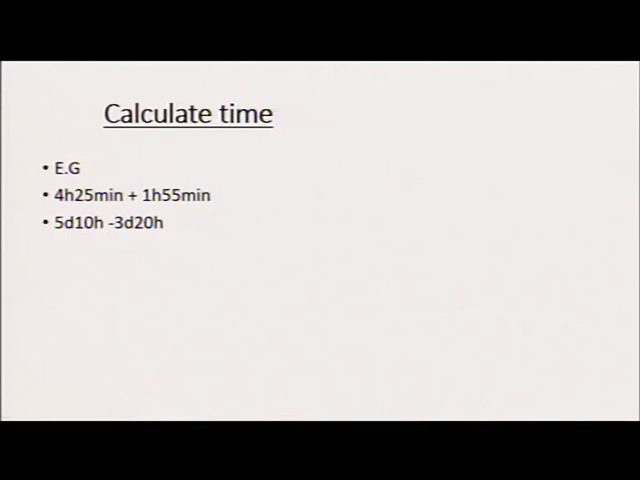 Calculate time
• E.G
• 4h25min + 1h55min
• 5d10h -3d20h